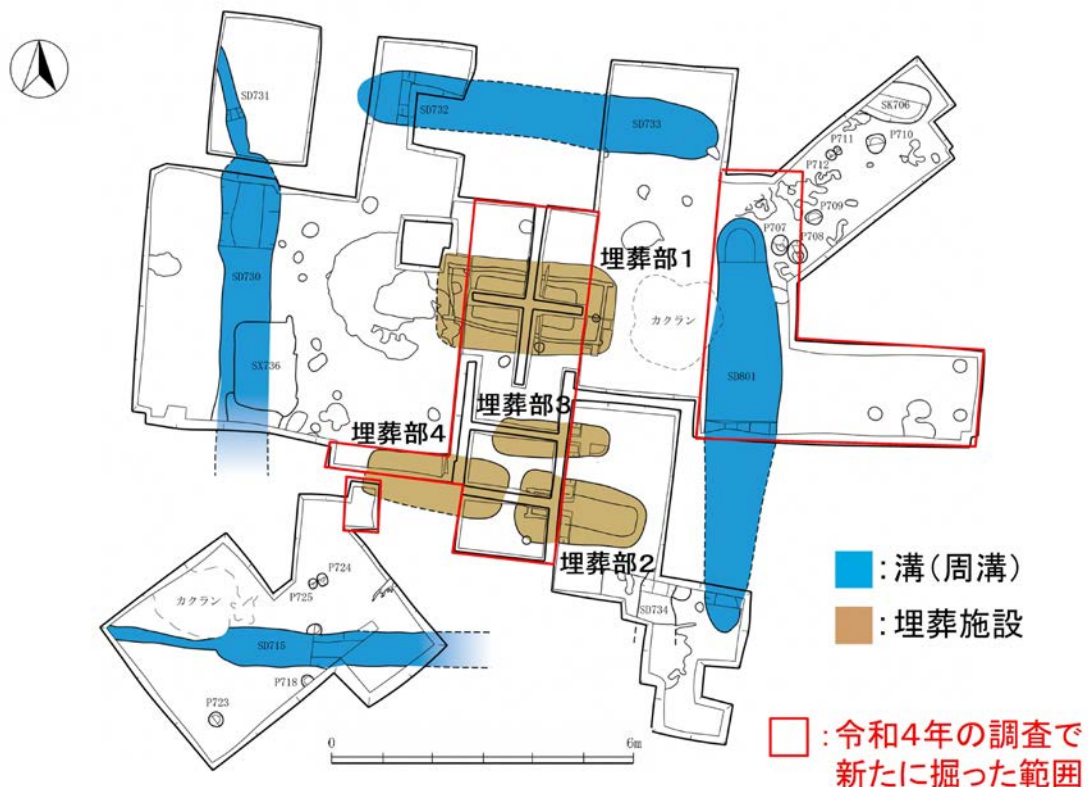 SD731
SD732
SD733
SK706
P710
P711
P712
P709
P707
P708
埋葬部1
SD730
カクラン
SX736
SD801
埋葬部3
埋葬部4
埋葬部2
P724
P725
カクラン
SD734
SD715
P718
P723
:溝(周溝)
:埋葬施設
0 6m
:令和4年の調査で
新たに掘った範囲